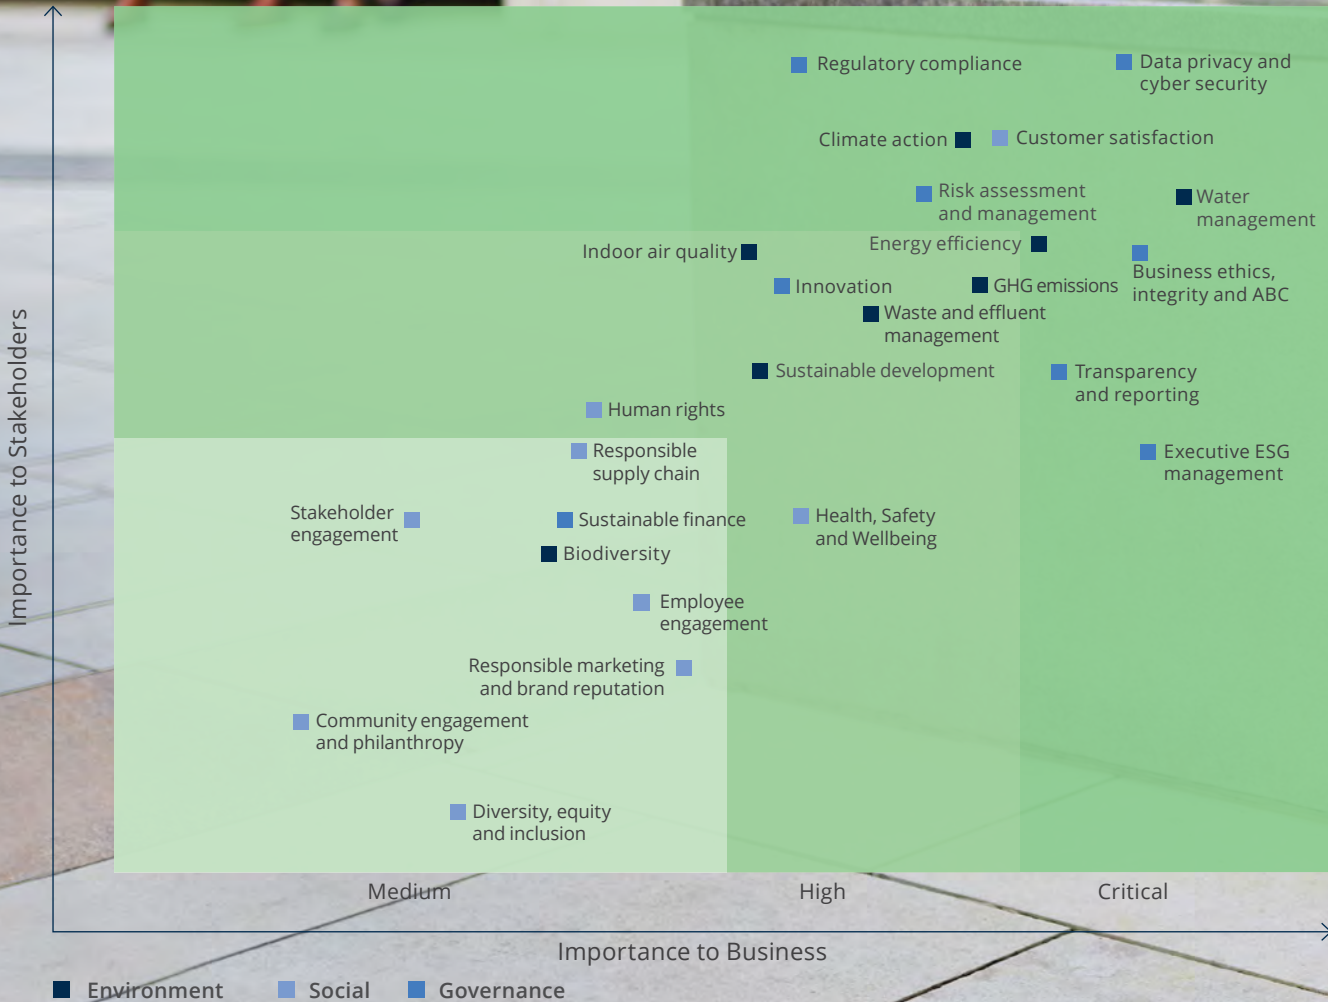 Regulatory compliance
Data privacy and
cyber security
Climate action
Customer satisfaction
Risk assessment
and management
Water
management
Indoor air quality
Energy efficiency
Business ethics,
integrity and ABC
Innovation
GHG emissions
Waste and effluent
management
Sustainable development
Transparency
and reporting
Human rights
Responsible
supply chain
Executive ESG
management
Stakeholder
engagement
Sustainable finance
Health, Safety
and Wellbeing
Biodiversity
Employee
engagement
Responsible marketing
and brand reputation
Community engagement
and philanthropy
Diversity, equity
and inclusion
Importance to Stakeholders
Medium
High
Critical
Importance to Business
Environment
Social
Governance